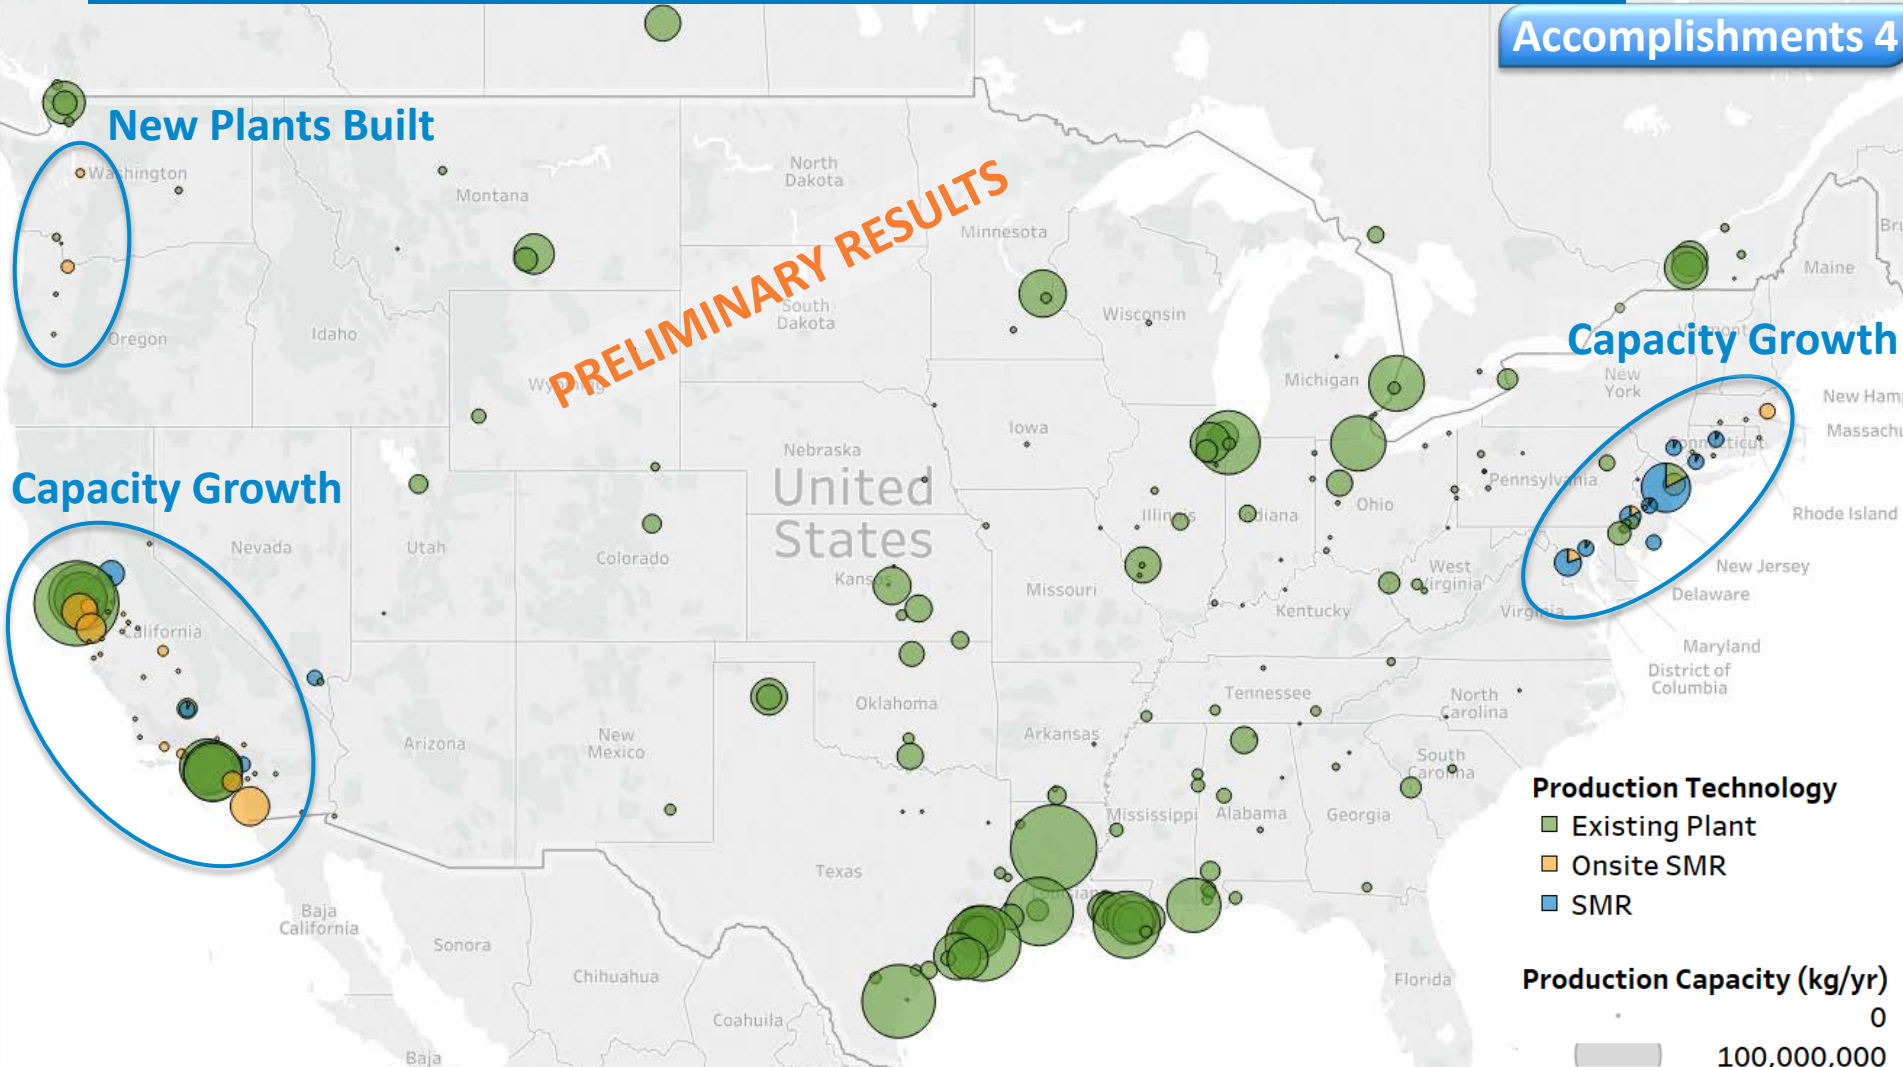 Accomplishments 4
New Plants Built
Washington
Montana
North
Dakota
Minnesota
PRELIMINARY RESULTS
South
Dakota
Wisconsin
Maine
Oregon
Idaho
Wyoming
Capacity Growth
Vermont
Michigan
New
York
New Ham
Massachu
Iowa
Nebraska
Connecticut
Capacity Growth
United
States
Pennsylvania
Ohio
Illinois
Indiana
Rhode Island
Nevada
Utah
Colorado
Kansas
Missouri
West
Virginia
Kentucky
Virginia
New Jersey
Delaware
California
Maryland
District of
Columbia
Tennessee
North
Carolina
Oklahoma
Arkansas
Arizona
New
Mexico
South
Carolina
Mississippi
Alabama
Georgia
Texas
Louisian
Production Technology
Existing Plant
Onsite SMR
SMR
Baja
California
Sonora
Chihuahua
Coahuila
Florida
Production Capacity (kg/yr)
0
100,000,000
Baja